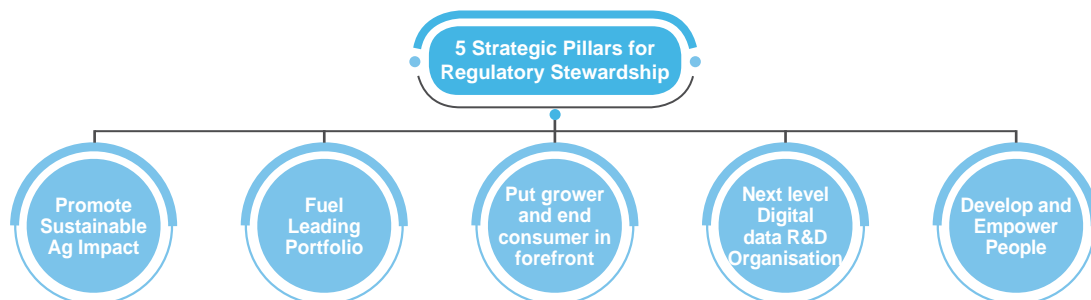 5 Strategic Pillars for
Regulatory Stewardship
Promote
Sustainable
Ag Impact
Fuel
Leading
Portfolio
Put grower
and end
consumer in
forefront
Next level
Digital
data R&D
Organisation
Develop and
Empower
People